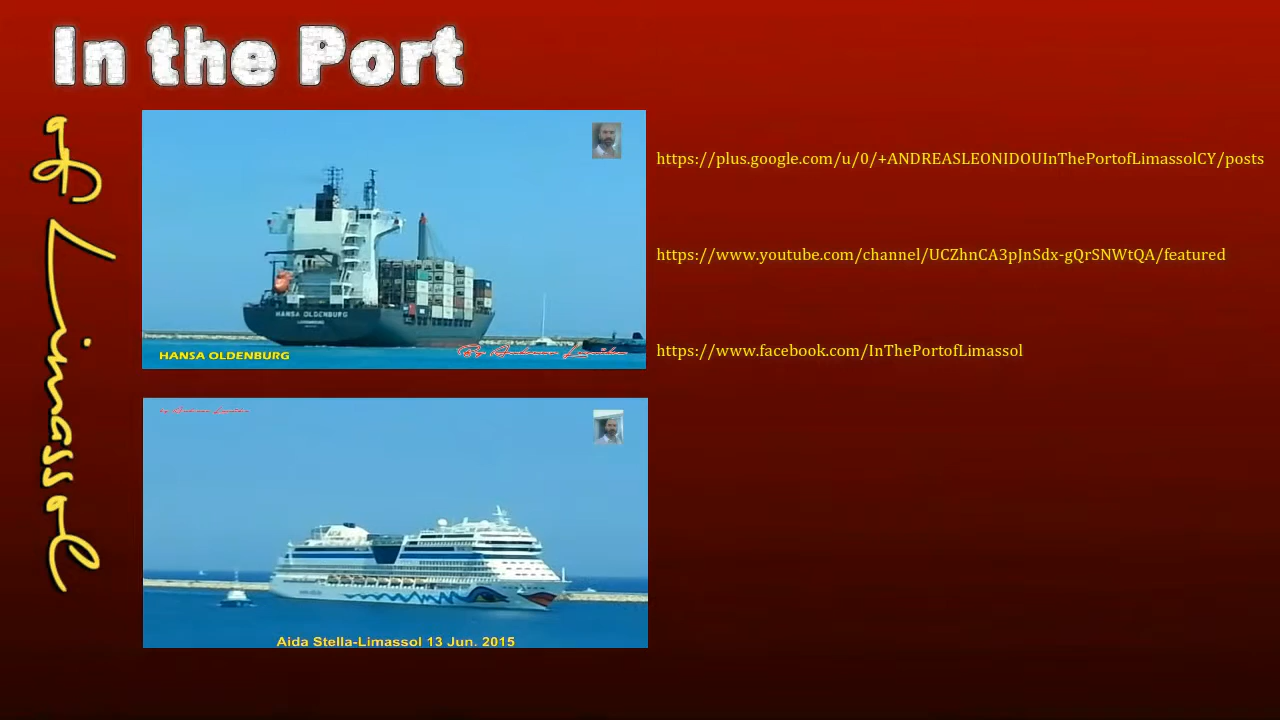 In the Port
of Limassol
https://plus.google.com/u/0/+ANDREASLEONIDOUInThePortofLimassolCY/posts
HANSA OLDENBURG
HANSA OLDENBURG
https://www.youtube.com/channel/UCZhnCA3pJnSdx-gQrSNWtQA/featured
https://www.facebook.com/InThePortofLimassol
AIDA
Aida Stella-Limassol 13 Jun. 2015